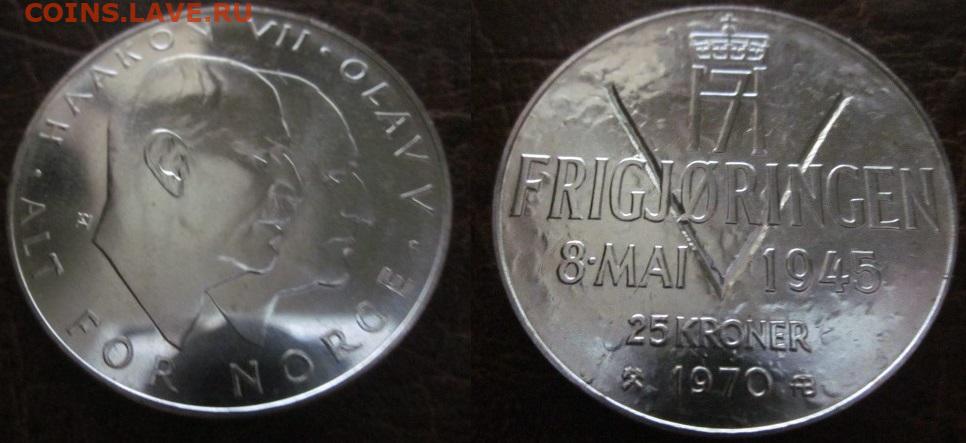 COINS.LAVE.RU
HAAKON VII · OLAV V ·
ALT FOR NORGE
FRIGJØRINGEN
8·MAI 1945
25 KRONER
1970